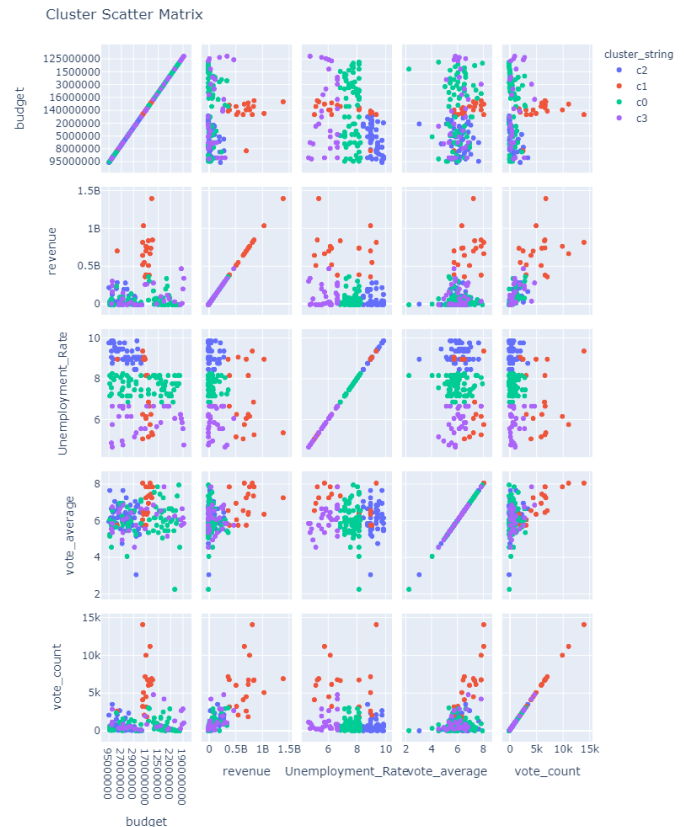 Cluster Scatter Matrix
cluster_string
c2
c1
c0
c3
budget
125000000
1500000
3000000
16000000
140000000
2000000
5000000
8000000
95000000
revenue
1.5B
1B
0.5B
0
Unemployment_Rate
10
8
6
vote_average
8
6
4
2
vote_count
15k
10k
5k
0
95000000
2700000
2900000
1700000
12500000
2200000
19000000
budget
0 0.5B 1B 1.5B
revenue
6 8 10
Unemployment_Rate
2 4 6 8
vote_average
0 5k 10k 15k
vote_count